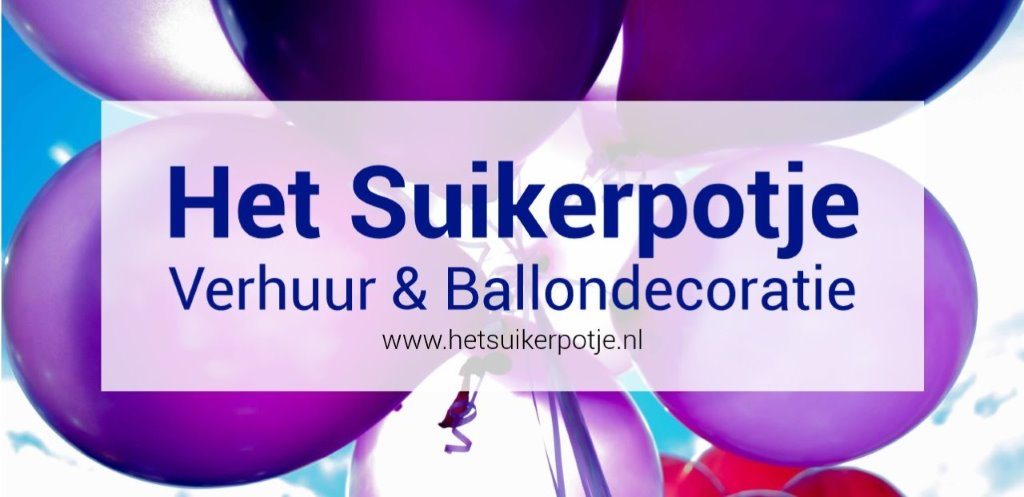 Het Suikerpotje
Verhuur & Ballondecoratie
www.hetsuikerpotje.nl